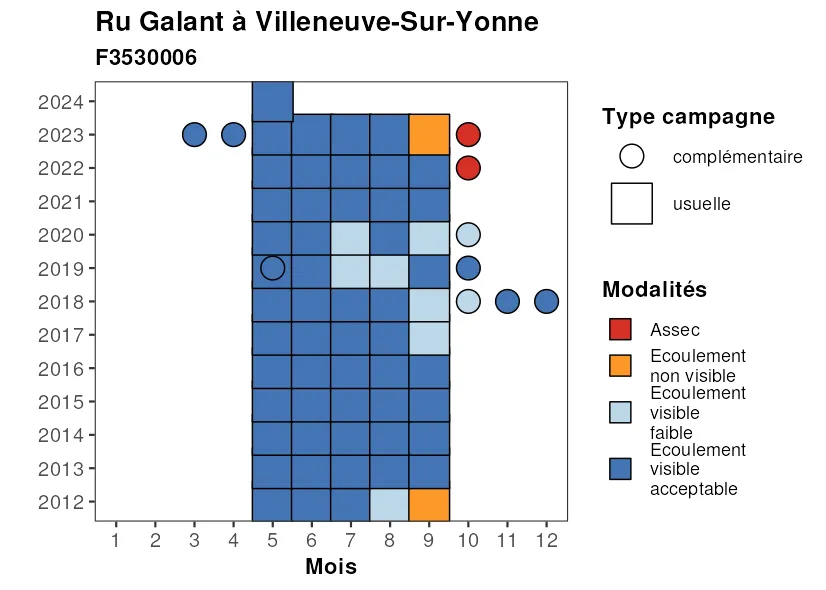 Ru Galant à Villeneuve-Sur-Yonne
F3530006
2024
2023
2022
2021
2020
2019
2018
2017
2016
2015
2014
2013
2012
1 2 3 4 5 6 7 8 9 10 11 12
Mois
Type campagne
complémentaire
usuelle
Modalités
Assec
Ecoulement
non visible
Ecoulement
visible
faible
Ecoulement
visible
acceptable